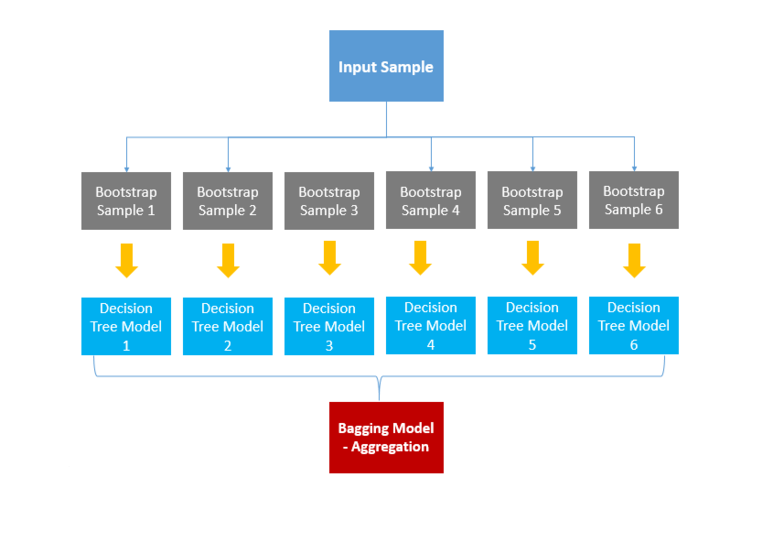 Input Sample
Bootstrap
Sample 1
Bootstrap
Sample 2
Bootstrap
Sample 3
Bootstrap
Sample 4
Bootstrap
Sample 5
Bootstrap
Sample 6
Decision
Tree Model
1
Decision
Tree Model
2
Decision
Tree Model
3
Decision
Tree Model
4
Decision
Tree Model
5
Decision
Tree Model
6
Bagging Model
- Aggregation